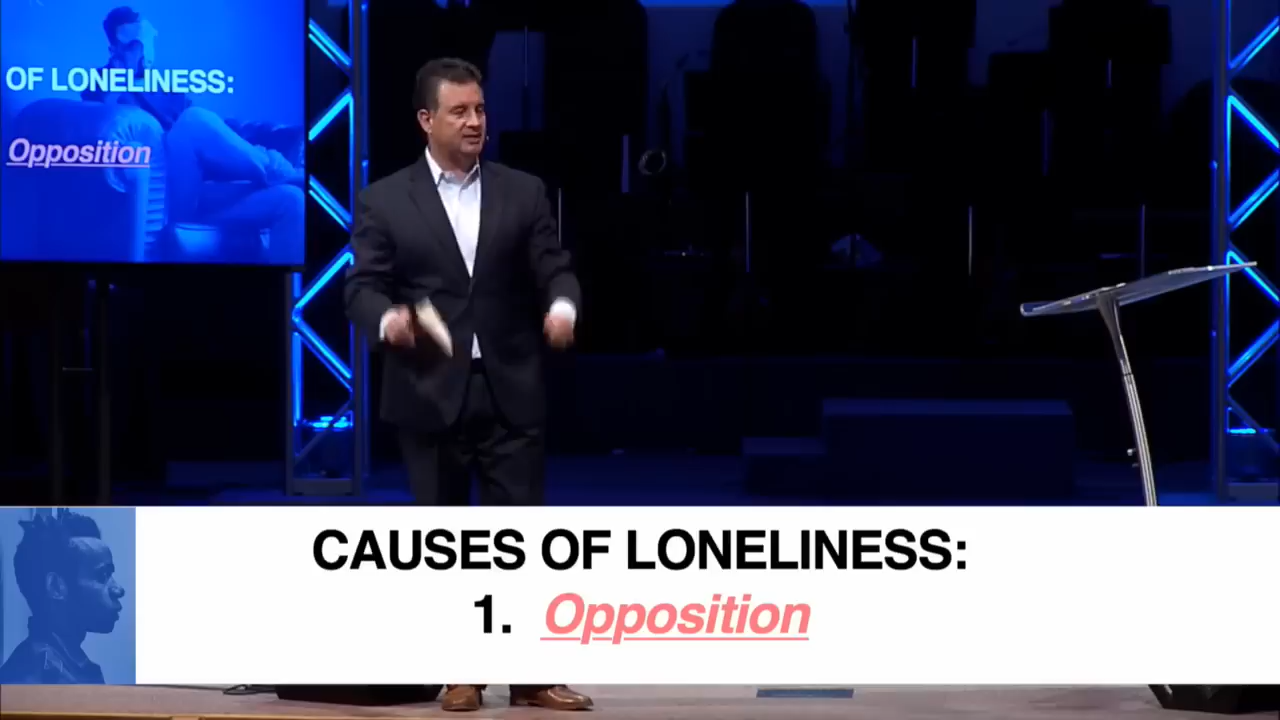 OF LONELINESS:
Opposition
CAUSES OF LONELINESS:
1. Opposition